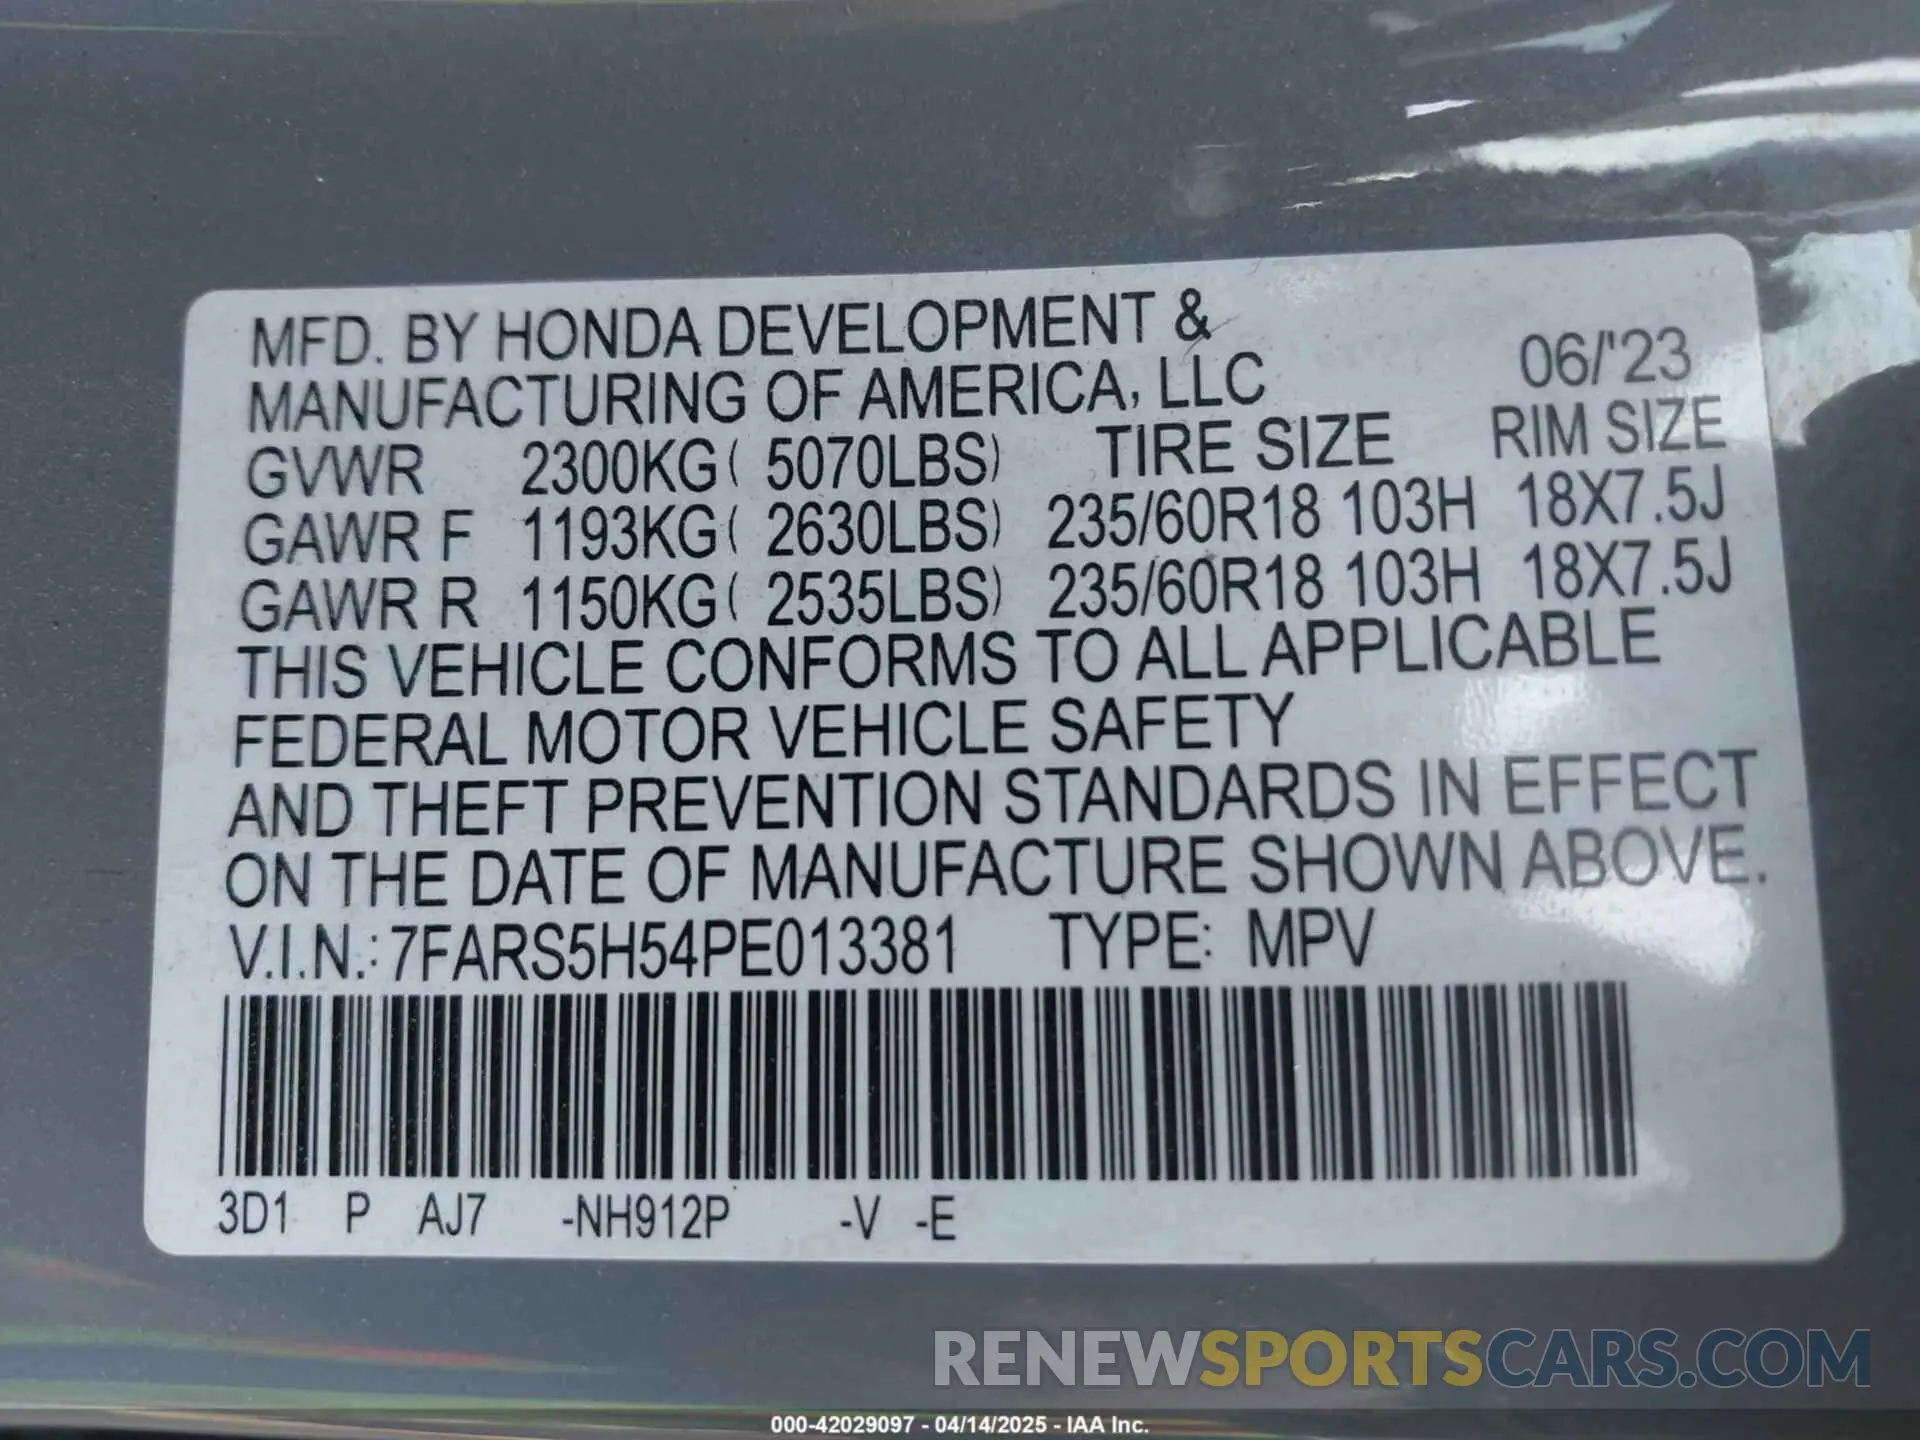 MFD. BY HONDA DEVELOPMENT &
MANUFACTURING OF AMERICA, LLC 06/'23
GVWR 2300KG( 5070LBS) TIRE SIZE RIM SIZE
GAWR F 1193KG( 2630LBS) 235/60R18 103H 18X7.5J
GAWR R 1150KG( 2535LBS) 235/60R18 103H 18X7.5J
THIS VEHICLE CONFORMS TO ALL APPLICABLE
FEDERAL MOTOR VEHICLE SAFETY
AND THEFT PREVENTION STANDARDS IN EFFECT
ON THE DATE OF MANUFACTURE SHOWN ABOVE.
V.I.N.: 7FARS5H54PE013381 TYPE: MPV
3D1 P AJ7 -NH912P -V -E
RENEWSPORTSCARS.COM
000-42029097 - 04/14/2025 - IAA Inc.